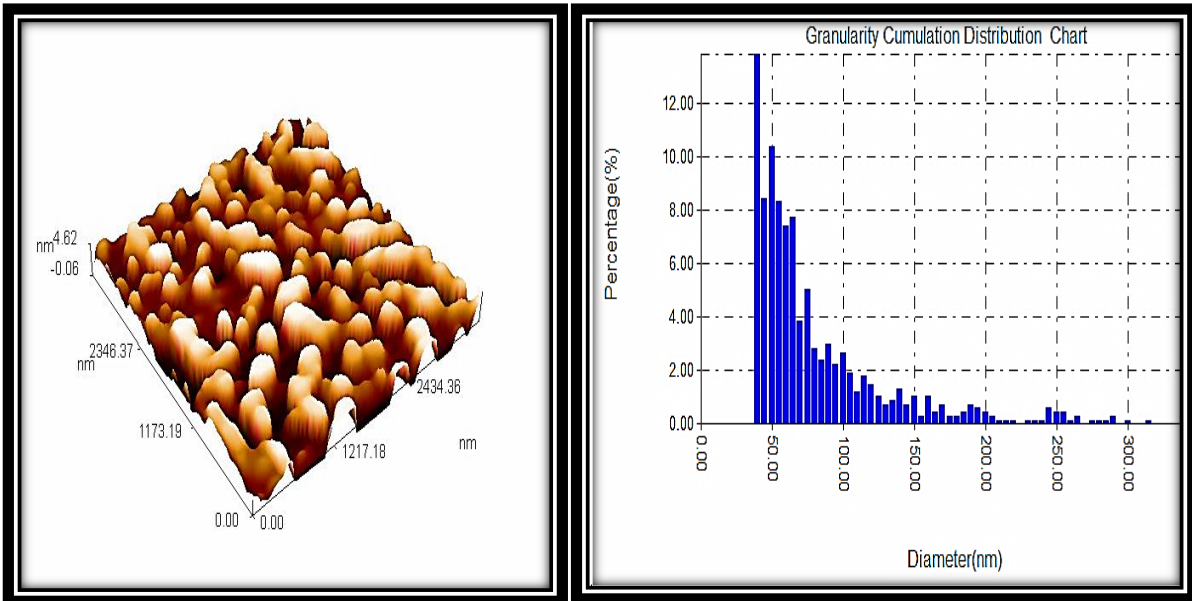 nm 4.62
-0.06
2346.37
nm
1173.19
0.00
0.00
1217.18
2434.36
nm
Granularity Cumulation Distribution Chart
Percentage(%)
12.00
10.00
8.00
6.00
4.00
2.00
0.00
0.00 50.00 100.00 150.00 200.00 250.00 300.00
Diameter(nm)